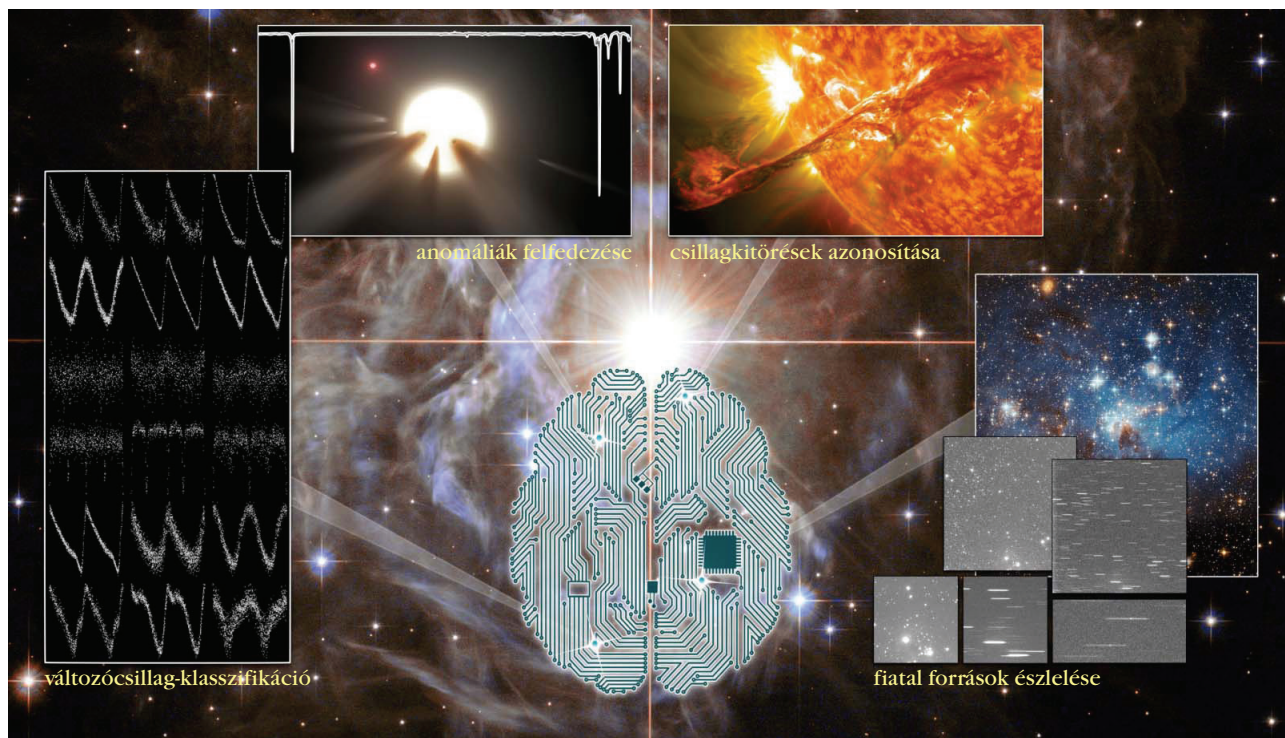 anomáliák felfedezése
csillagkitörések azonosítása
változócsillag-klasszifikáció
fiatal források észlelése